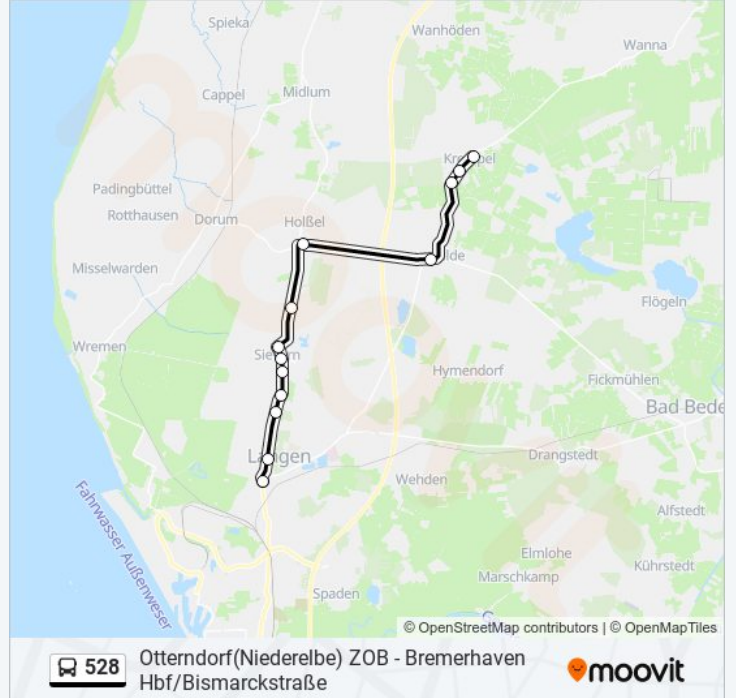 Spieka
Wanhöden
Wanna
Cappel
Midlum
Padingbüttel
Rotthausen
Dorum
Holßel
Misselwarden
Flögeln
Wremen
Hymendorf
Fickmühlen
Bad Bede
Drangstedt
Wehden
Fahrwasser Außenweser
Alfstedt
Elmlohe
Marschkamp
Kührstedt
Spaden
© OpenStreetMap contributors | © OpenMapTiles
528
Otterndorf(Niederelbe) ZOB - Bremerhaven
Hbf/Bismarckstraße
moovit